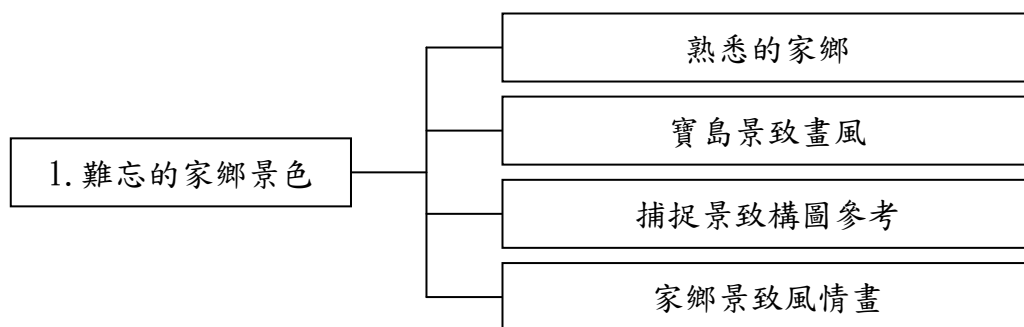 1.難忘的家鄉景色
熟悉的家鄉
寶島景致畫風
捕捉景致構圖參考
家鄉景致風情畫